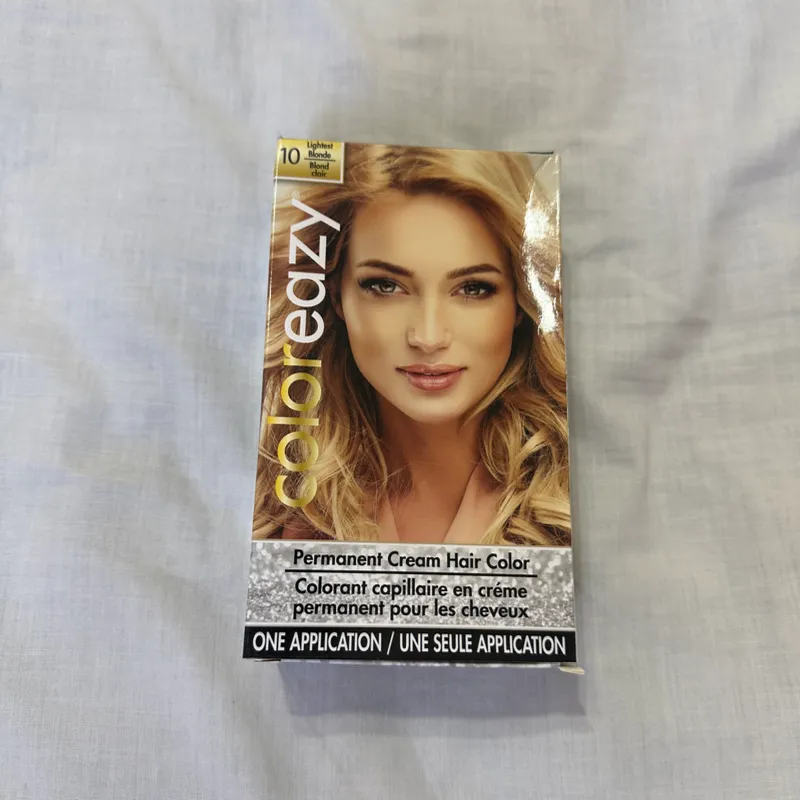 10
Lightest
Blonde
Blond
clair
coloreazy
Permanent Cream Hair Color
Colorant capillaire en créme
permanent pour les cheveux
ONE APPLICATION / UNE SEULE APPLICATION